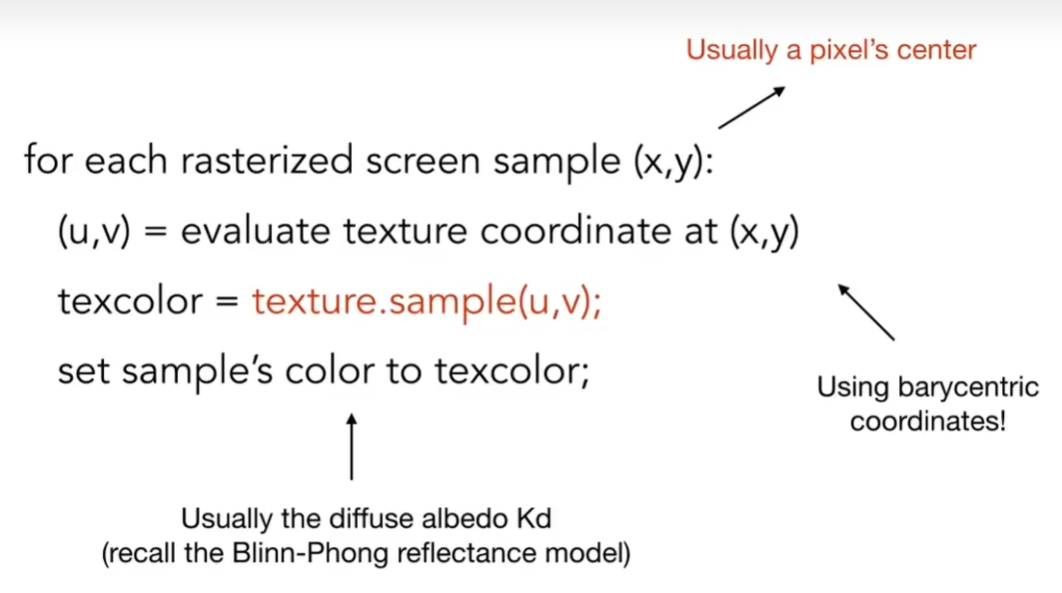 Usually a pixel's center
for each rasterized screen sample (x,y):
(u,v) = evaluate texture coordinate at (x,y)
texcolor = texture.sample(u,v);
set sample's color to texcolor;
Using barycentric
coordinates!
Usually the diffuse albedo Kd
(recall the Blinn-Phong reflectance model)